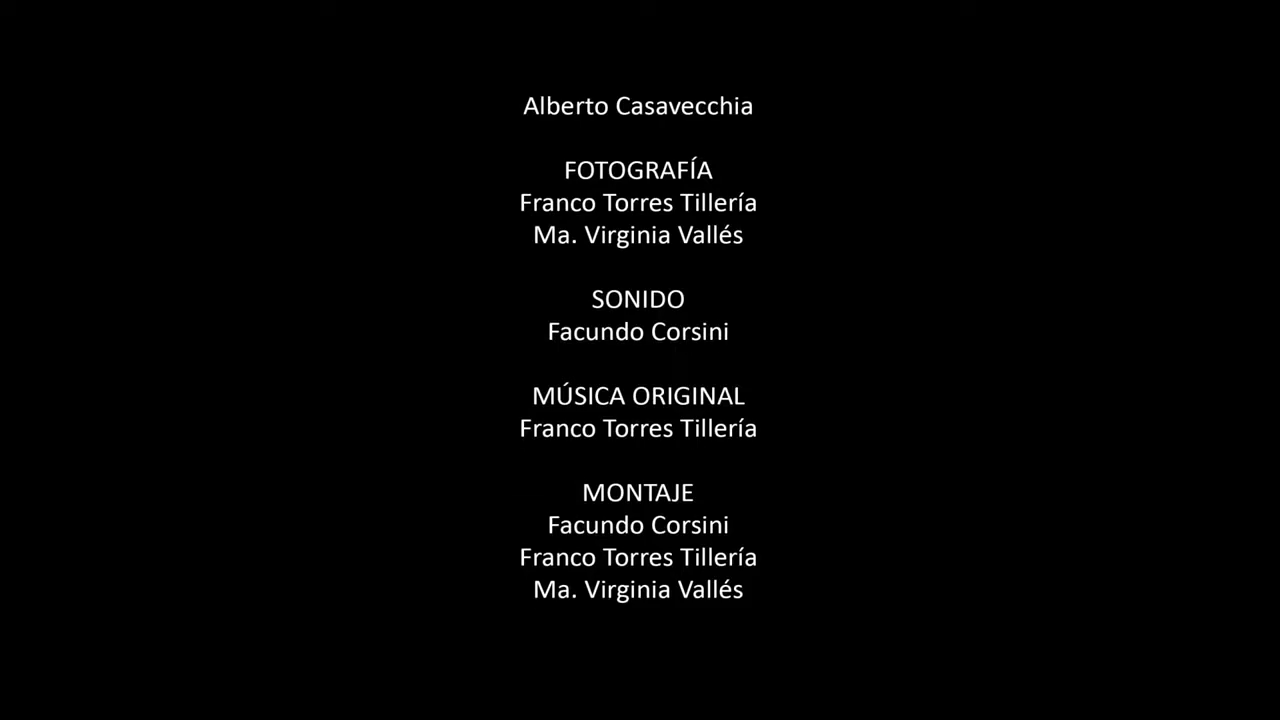 Alberto Casavecchia
FOTOGRAFÍA
Franco Torres Tillería
Ma. Virginia Vallés
SONIDO
Facundo Corsini
MÚSICA ORIGINAL
Franco Torres Tillería
MONTAJE
Facundo Corsini
Franco Torres Tillería
Ma. Virginia Vallés